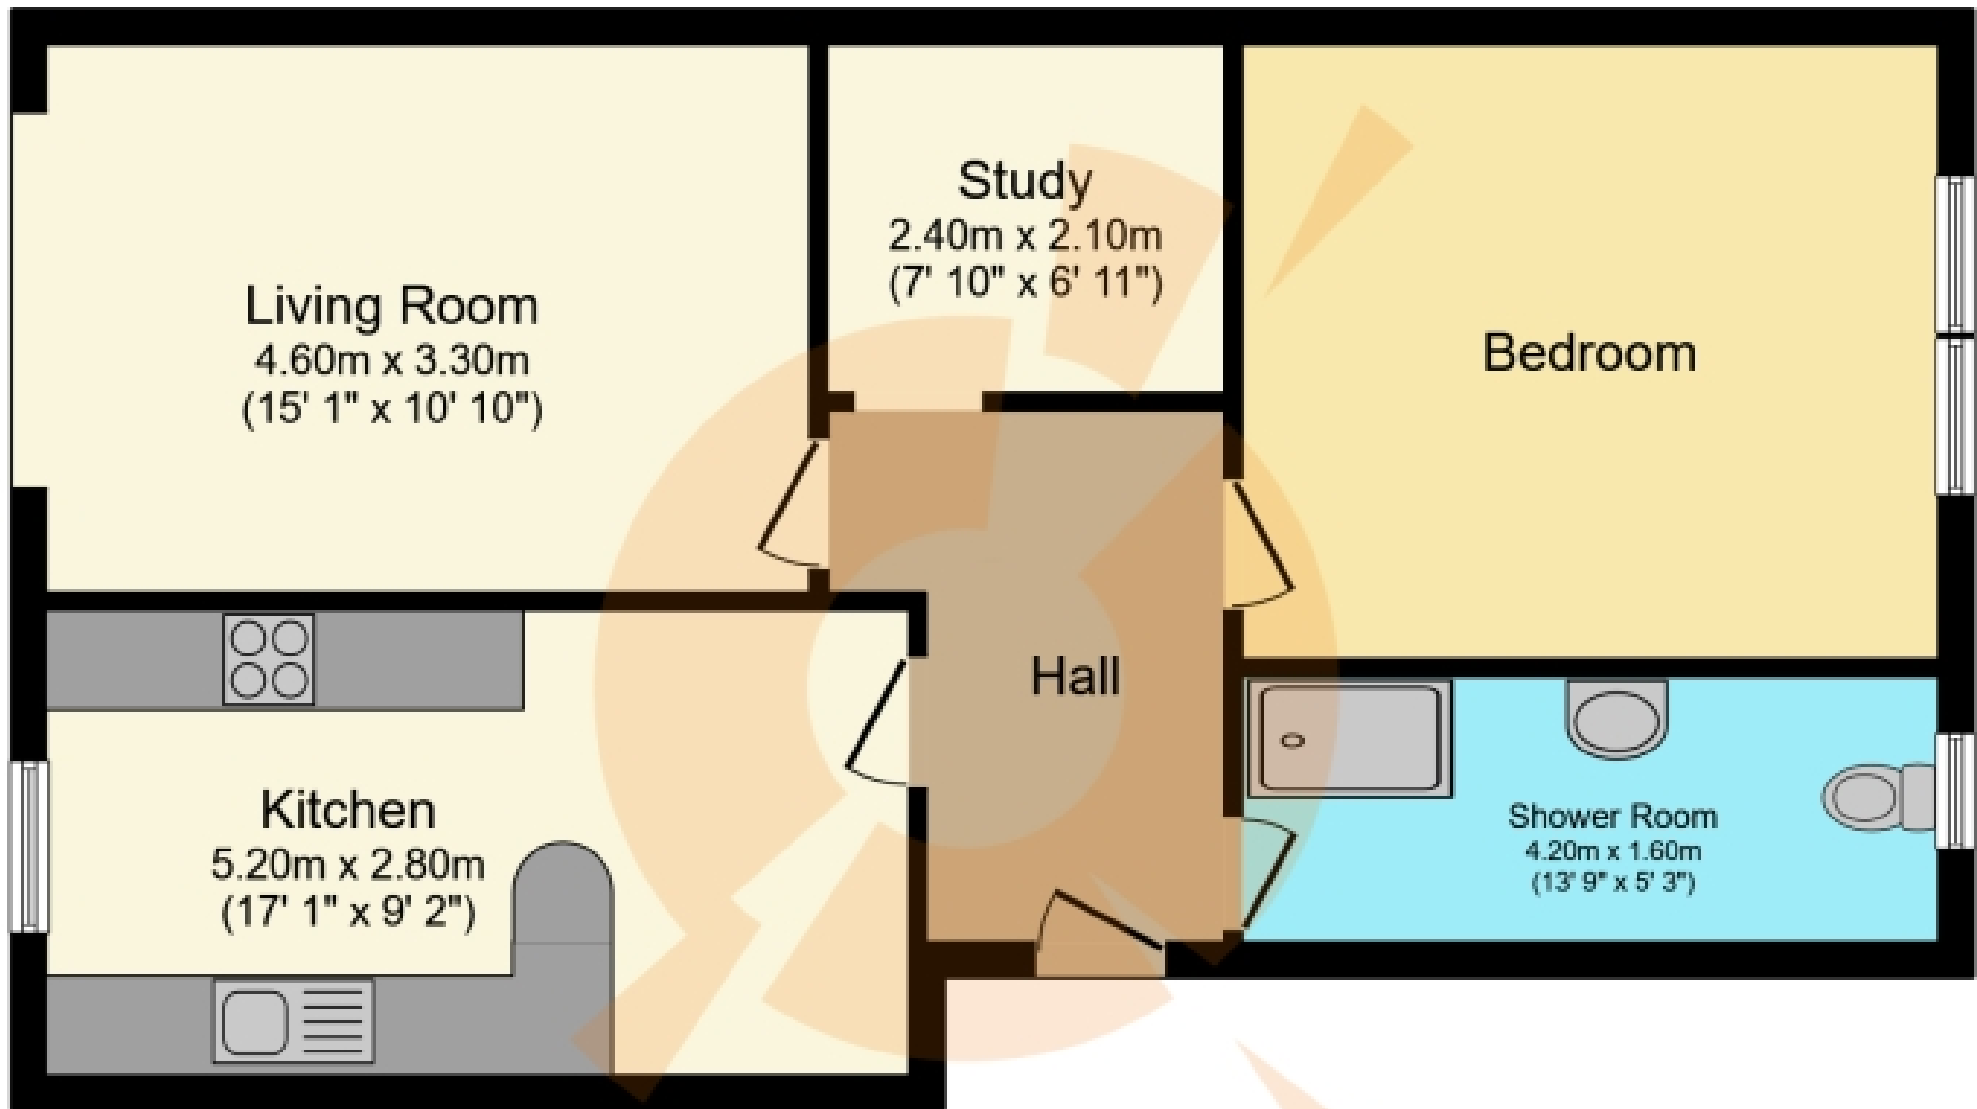 Living Room
4.60m x 3.30m
(15' 1" x 10' 10")
Study
2.40m x 2.10m
(7' 10" x 6' 11")
Bedroom
Hall
Kitchen
5.20m x 2.80m
(17' 1" x 9' 2")
Shower Room
4.20m x 1.60m
(13' 9" x 5' 3")